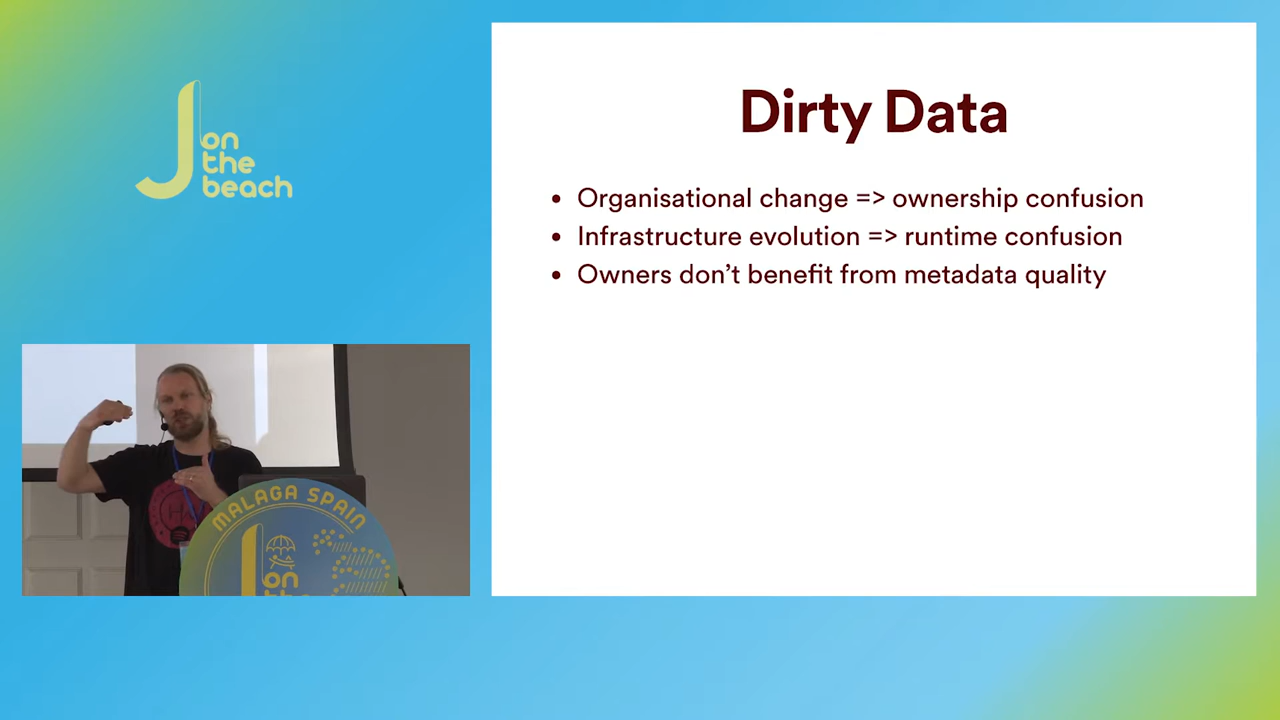 J on
the
beach
Dirty Data
• Organisational change => ownership confusion
• Infrastructure evolution => runtime confusion
• Owners don’t benefit from metadata quality
MALAGA SPAIN
J on